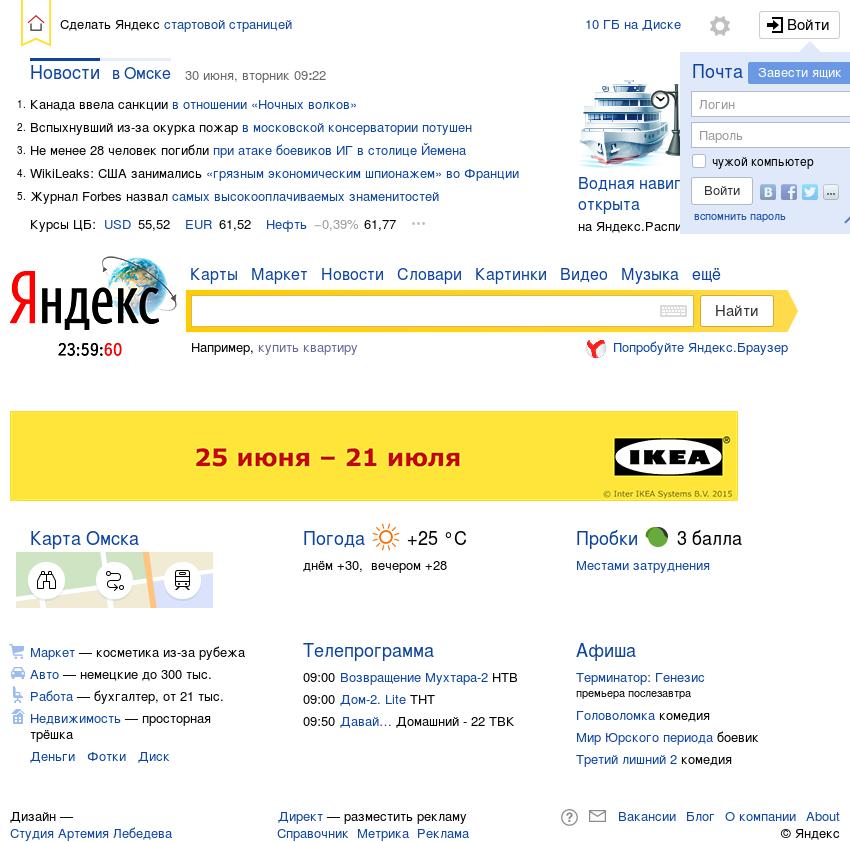 Сделать Яндекс стартовой страницей
10 ГБ на Диске
Войти
Новости в Омске 30 июня, вторник 09:22
1. Канада ввела санкции в отношении «Ночных волков»
2. Вспыхнувший из-за окурка пожар в московской консерватории потушен
3. Не менее 28 человек погибли при атаке боевиков ИГ в столице Йемена
4. WikiLeaks: США занимались «грязным экономическим шпионажем» во Франции
5. Журнал Forbes назвал самых высокооплачиваемых знаменитостей
Курсы ЦБ: USD 55,52 EUR 61,52 Нефть −0,39% 61,77 •••
Водная навиг
открыта
на Яндекс.Распи
Почта Завести ящик
Логин
Пароль
чужой компьютер
Войти
вспомнить пароль
Карты Маркет Новости Словари Картинки Видео Музыка ещё
Яндекс
Найти
23:59:60
Например, купить квартиру
Попробуйте Яндекс.Браузер
25 июня – 21 июля
IKEA®
© Inter IKEA Systems B.V. 2015
Карта Омска
Погода +25 °C
днём +30, вечером +28
Пробки 3 балла
Местами затруднения
Маркет — косметика из-за рубежа
Авто — немецкие до 300 тыс.
Работа — бухгалтер, от 21 тыс.
Недвижимость — просторная
трёшка
Деньги Фотки Диск
Телепрограмма
09:00 Возвращение Мухтара-2 НТВ
09:00 Дом-2. Lite ТНТ
09:50 Давай… Домашний - 22 ТВК
Афиша
Терминатор: Генезис
премьера послезавтра
Головоломка комедия
Мир Юрского периода боевик
Третий лишний 2 комедия
Дизайн —
Студия Артемия Лебедева
Директ — разместить рекламу
Справочник Метрика Реклама
Вакансии Блог О компании About
© Яндекс